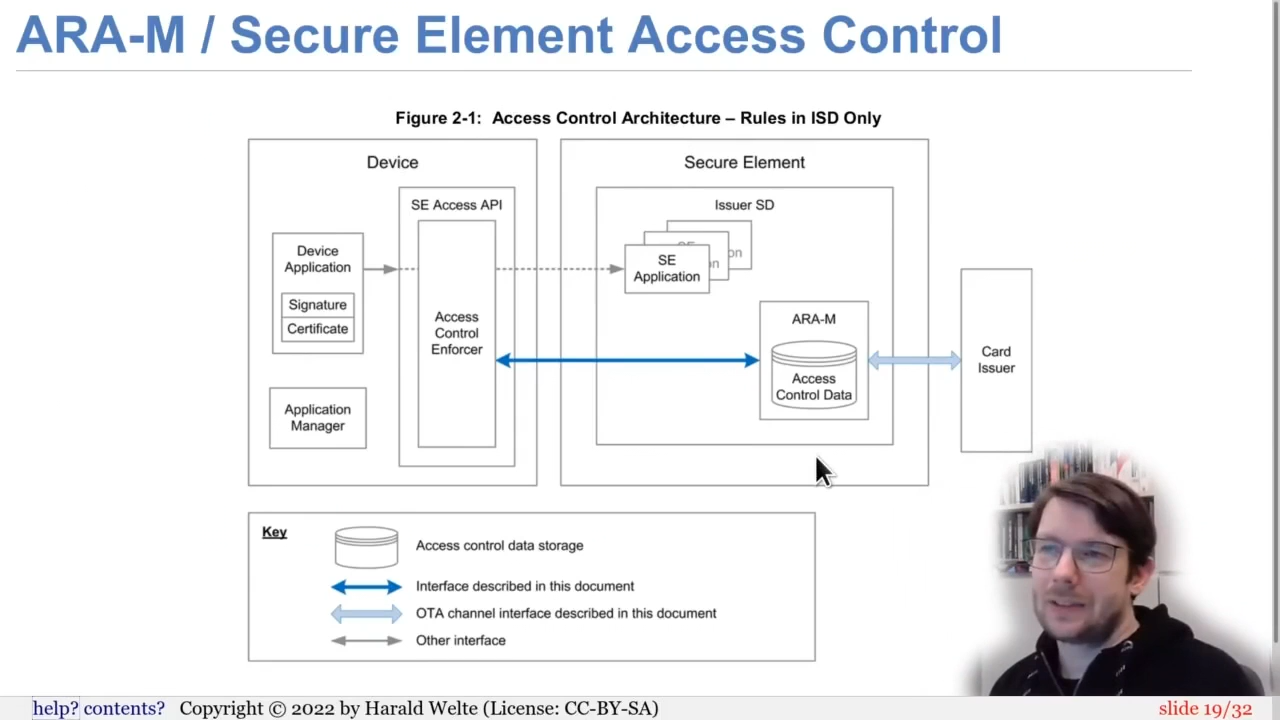 ARA-M / Secure Element Access Control
Figure 2-1: Access Control Architecture – Rules in ISD Only
Device
Secure Element
SE Access API
Issuer SD
Device
Application
Signature
Certificate
SE
Application
on
on
Access
Control
Enforcer
ARA-M
Access
Control Data
Card
Issuer
Application
Manager
Key
Access control data storage
Interface described in this document
OTA channel interface described in this document
Other interface
help? contents? Copyright © 2022 by Harald Welte (License: CC-BY-SA)
slide 19/32